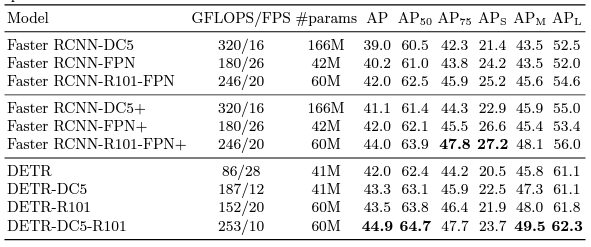 Model GFLOPS/FPS #params AP AP50 AP75 APS APM APL
Faster RCNN-DC5 320/16 166M 39.0 60.5 42.3 21.4 43.5 52.5
Faster RCNN-FPN 180/26 42M 40.2 61.0 43.8 24.2 43.5 52.0
Faster RCNN-R101-FPN 246/20 60M 42.0 62.5 45.9 25.2 45.6 54.6
Faster RCNN-DC5+ 320/16 166M 41.1 61.4 44.3 22.9 45.9 55.0
Faster RCNN-FPN+ 180/26 42M 42.0 62.1 45.5 26.6 45.4 53.4
Faster RCNN-R101-FPN+ 246/20 60M 44.0 63.9 47.8 27.2 48.1 56.0
DETR 86/28 41M 42.0 62.4 44.2 20.5 45.8 61.1
DETR-DC5 187/12 41M 43.3 63.1 45.9 22.5 47.3 61.1
DETR-R101 152/20 60M 43.5 63.8 46.4 21.9 48.0 61.8
DETR-DC5-R101 253/10 60M 44.9 64.7 47.7 23.7 49.5 62.3